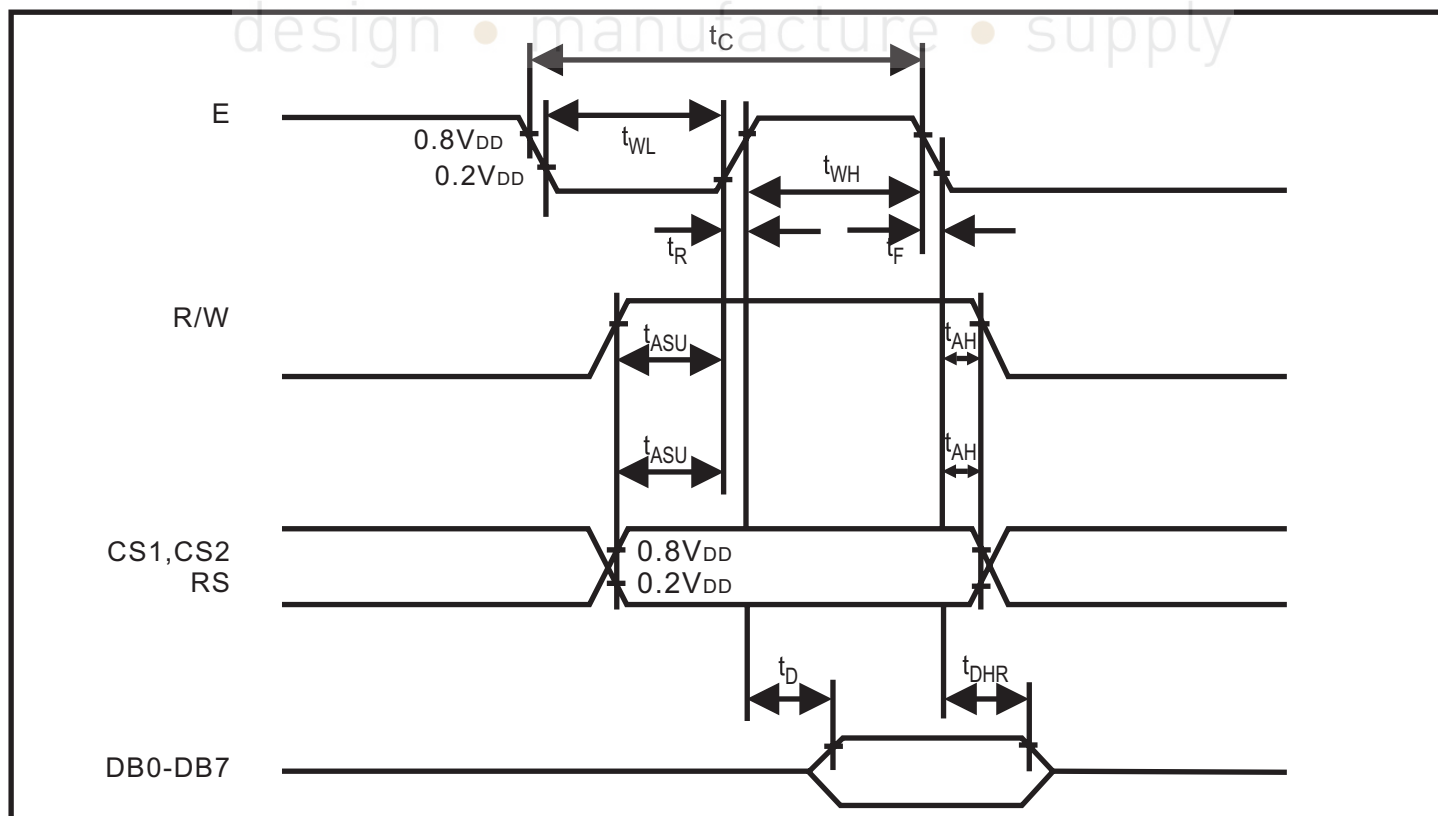 design • manufacture • supply
tC
E
0.8VDD
tWL
0.2VDD
tWH
tR
tF
R/W
tASU
tAH
tASU
tAH
CS1,CS2
0.8VDD
RS
0.2VDD
tD
tDHR
DB0-DB7